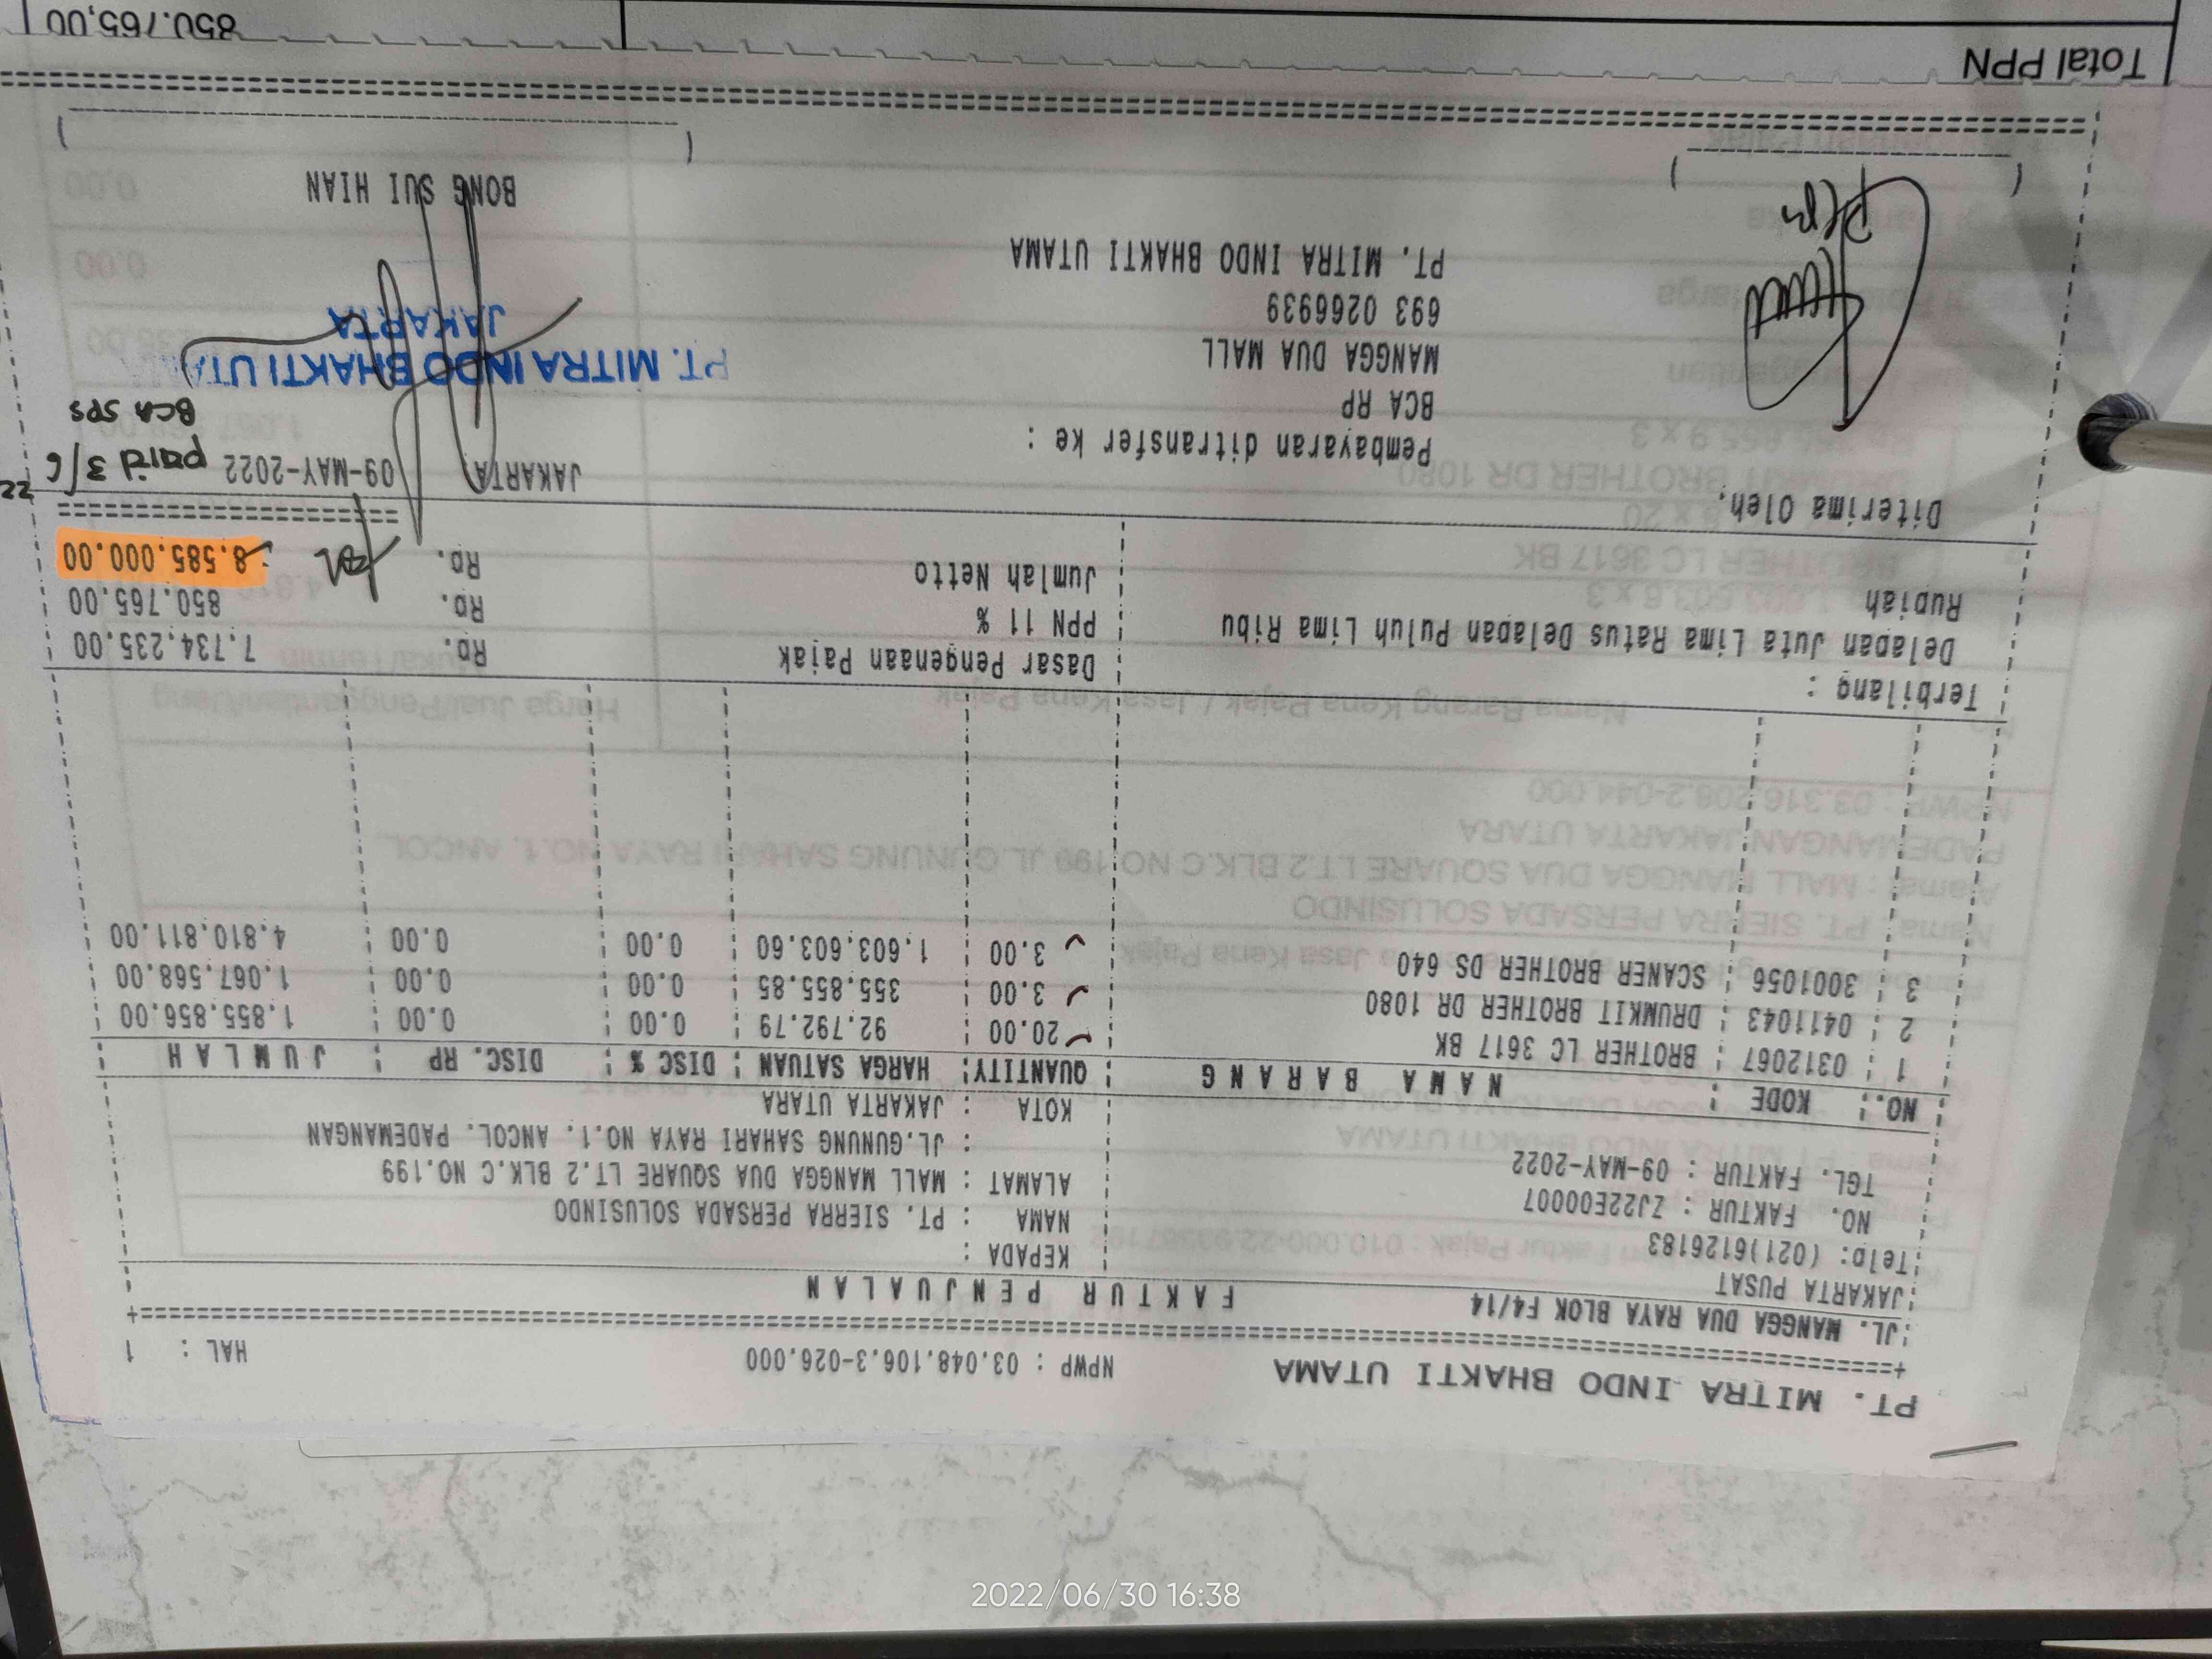 PT. MITRA INDO BHAKTI UTAMA NPWP : 03.048.106.3-026.000 HAL : 1
JL. MANGGA DUA RAYA BLOK F4/14
JAKARTA PUSAT
Telp: (021)6126183
NO. FAKTUR : ZJ22E00007
TGL. FAKTUR : 09-MAY-2022
FAKTUR PENJUALAN
KEPADA :
NAMA : PT. SIERRA PERSADA SOLUSINDO
ALAMAT : MALL MANGGA DUA SQUARE LT.2 BLK.C NO.199
: JL.GUNUNG SAHARI RAYA NO.1. ANCOL. PADEMANGAN
KOTA : JAKARTA UTARA
NO. KODE NAMA BARANG QUANTITY HARGA SATUAN DISC % DISC. RP JUMLAH
1 0312067 BROTHER LC 3617 BK 20.00 92.792.79 0.00 0.00 1.855.856.00
2 0411043 DRUMKIT BROTHER DR 1080 3.00 355.855.85 0.00 0.00 1.067.568.00
3 3001056 SCANER BROTHER DS 640 3.00 1.603.603.60 0.00 0.00 4.810.811.00
Terbilang :
Delapan Juta Lima Ratus Delapan Puluh Lima Ribu
Rupiah
Dasar Pengenaan Pajak Rp. 7.734.235.00
PPN 11 % Rp. 850.765.00
Jumlah Netto Rp. 8.585.000.00
Diterima Oleh,
Pembayaran ditransfer ke :
BCA RP
MANGGA DUA MALL
693 0266939
PT. MITRA INDO BHAKTI UTAMA
JAKARTA 09-MAY-2022
paid 3/6 22
BCA SPS
PT. MITRA INDO BHAKTI UTA
JAKARTA
BONG SUI HIAN
Total PPN 850.765,00
2022/06/30 16:38